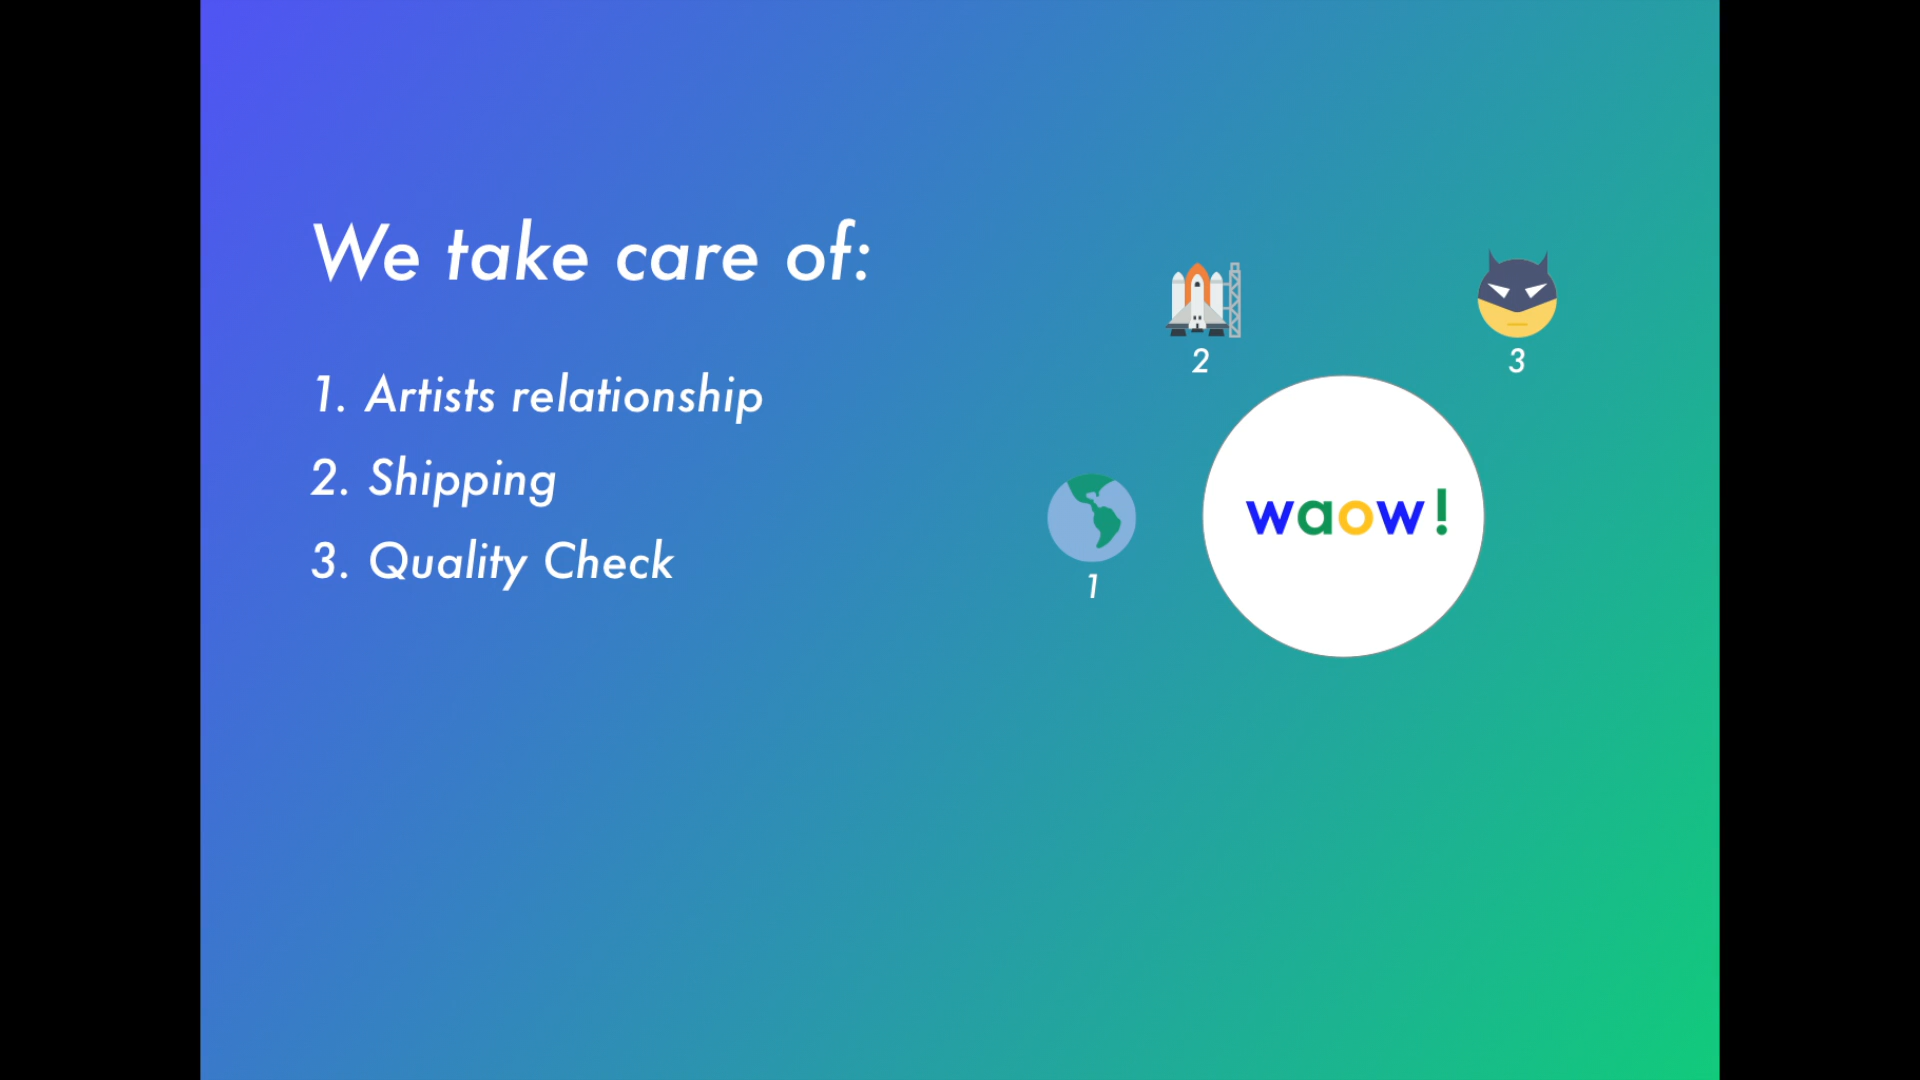 We take care of:
1. Artists relationship
2. Shipping
3. Quality Check
2
3
waow!
1